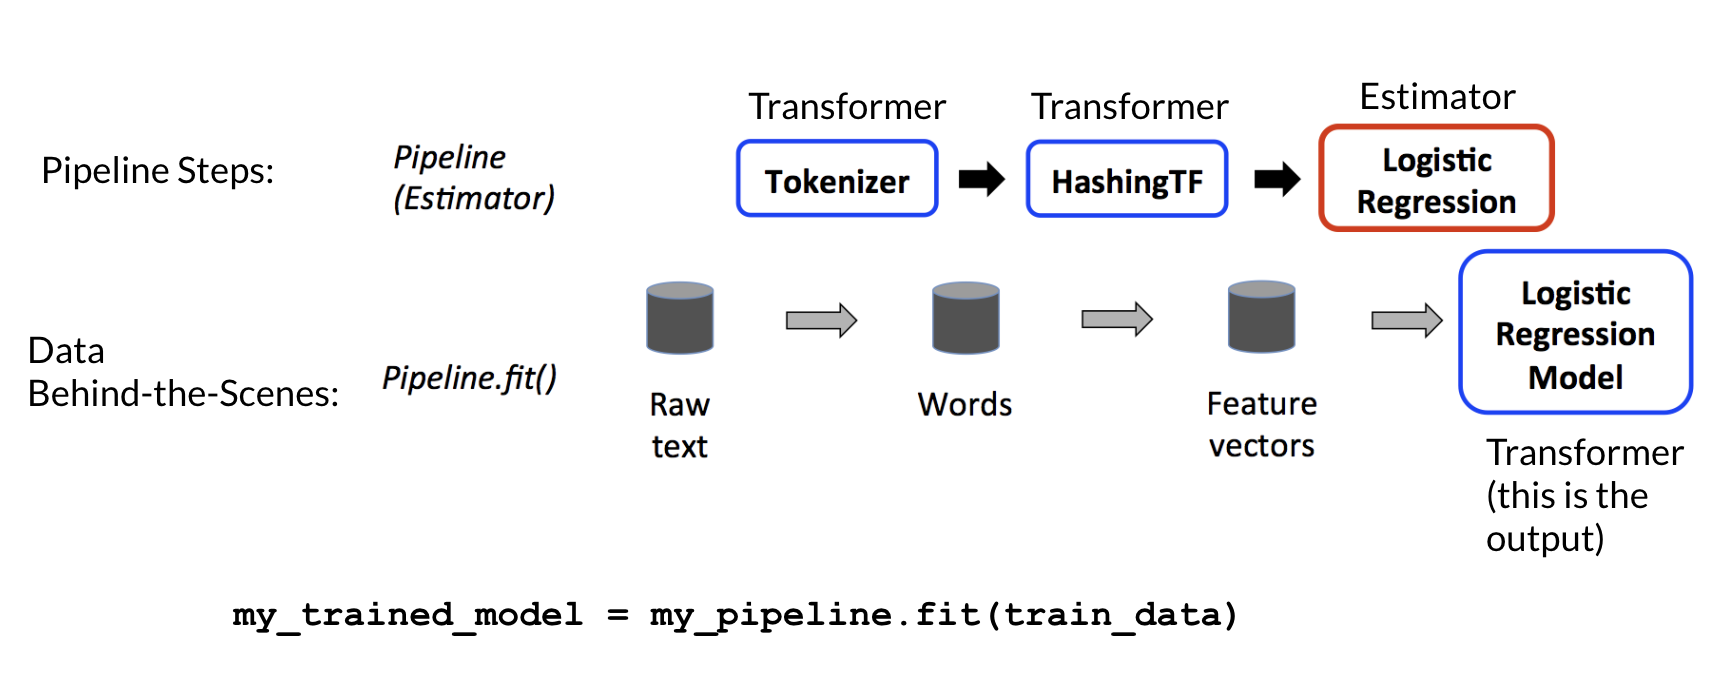 Transformer
Transformer
Estimator
Pipeline Steps:
Pipeline
(Estimator)
Tokenizer
HashingTF
Logistic
Regression
Data
Behind-the-Scenes:
Pipeline.fit()
Raw
text
Words
Feature
vectors
Logistic
Regression
Model
Transformer
(this is the
output)
my_trained_model = my_pipeline.fit(train_data)